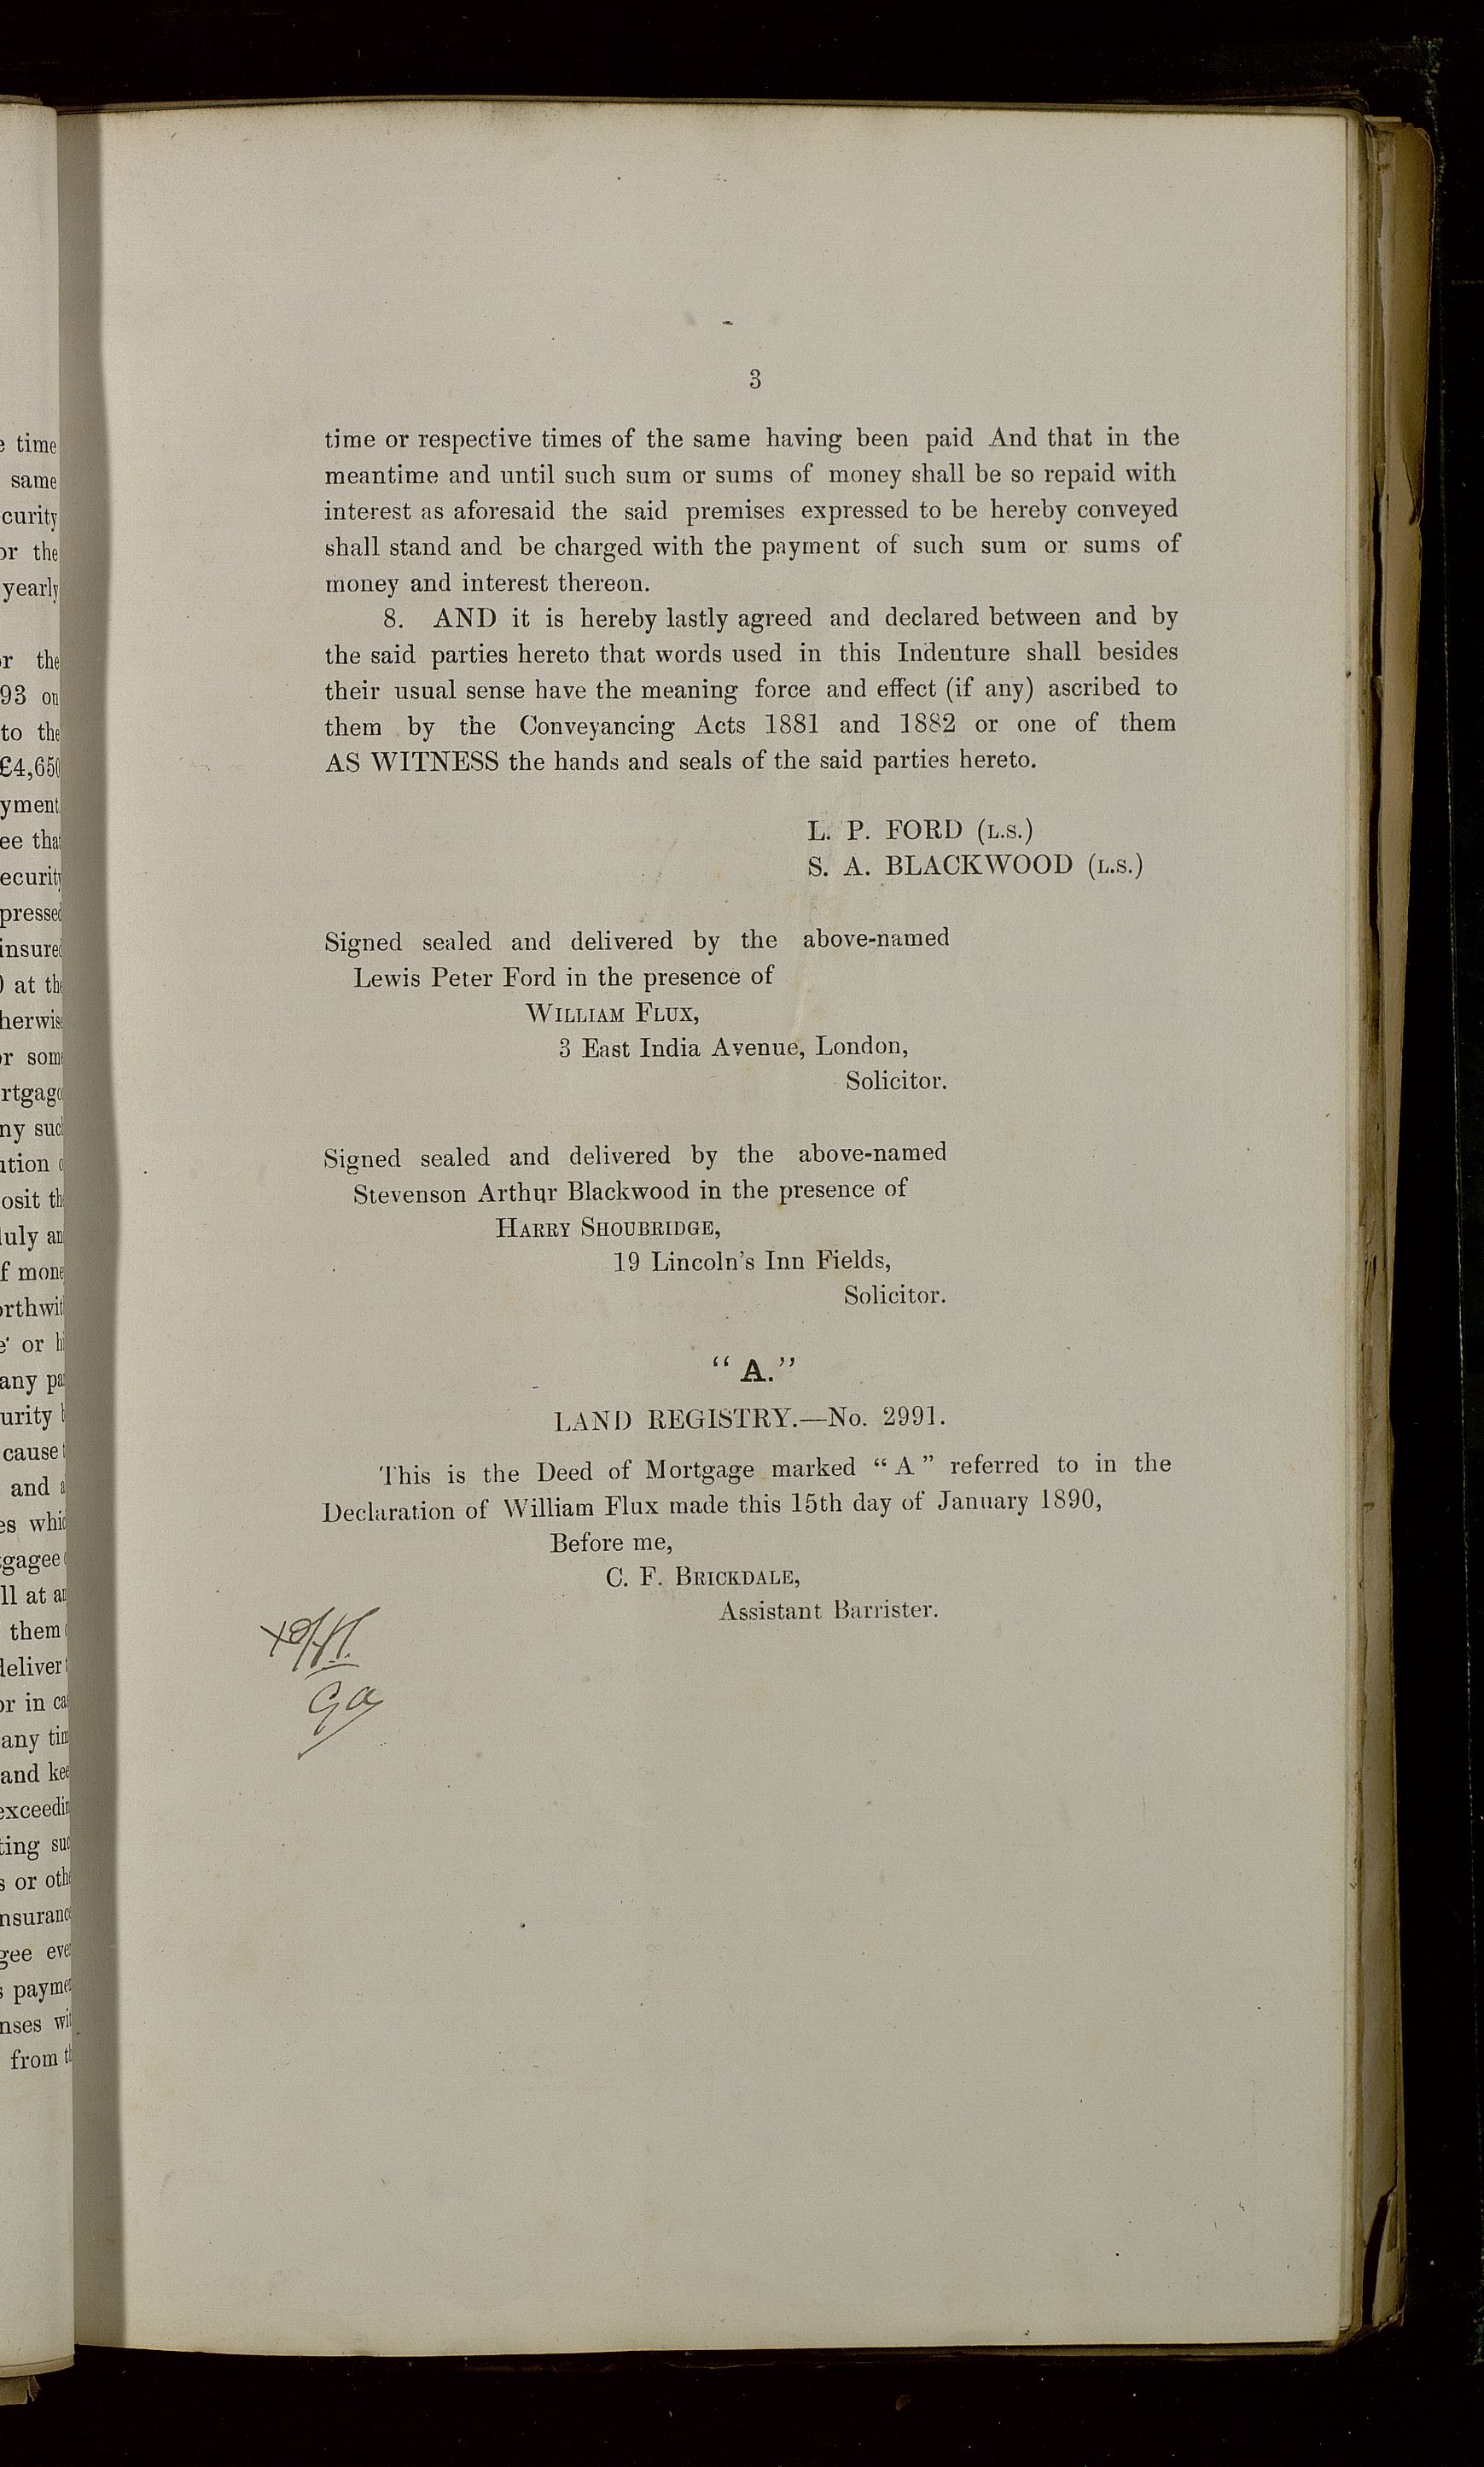 3
time or respective times of the same having been paid And that in the
meantime and until such sum or sums of money shall be so repaid with
interest as aforesaid the said premises expressed to be hereby conveyed
shall stand and be charged with the payment of such sum or sums of
money and interest thereon.
8. AND it is hereby lastly agreed and declared between and by
the said parties hereto that words used in this Indenture shall besides
their usual sense have the meaning force and effect (if any) ascribed to
them by the Conveyancing Acts 1881 and 1882 or one of them
AS WITNESS the hands and seals of the said parties hereto.
L. P. FORD (L.S.)
S. A. BLACKWOOD (L.S.)
Signed sealed and delivered by the above-named
Lewis Peter Ford in the presence of
WILLIAM FLUX,
3 East India Avenue, London,
Solicitor.
Signed sealed and delivered by the above-named
Stevenson Arthur Blackwood in the presence of
HARRY SHOUBRIDGE,
19 Lincoln's Inn Fields,
Solicitor.
"A."
LAND REGISTRY.—No. 2991.
This is the Deed of Mortgage marked "A" referred to in the
Declaration of William Flux made this 15th day of January 1890,
Before me,
C. F. BRICKDALE,
Assistant Barrister.